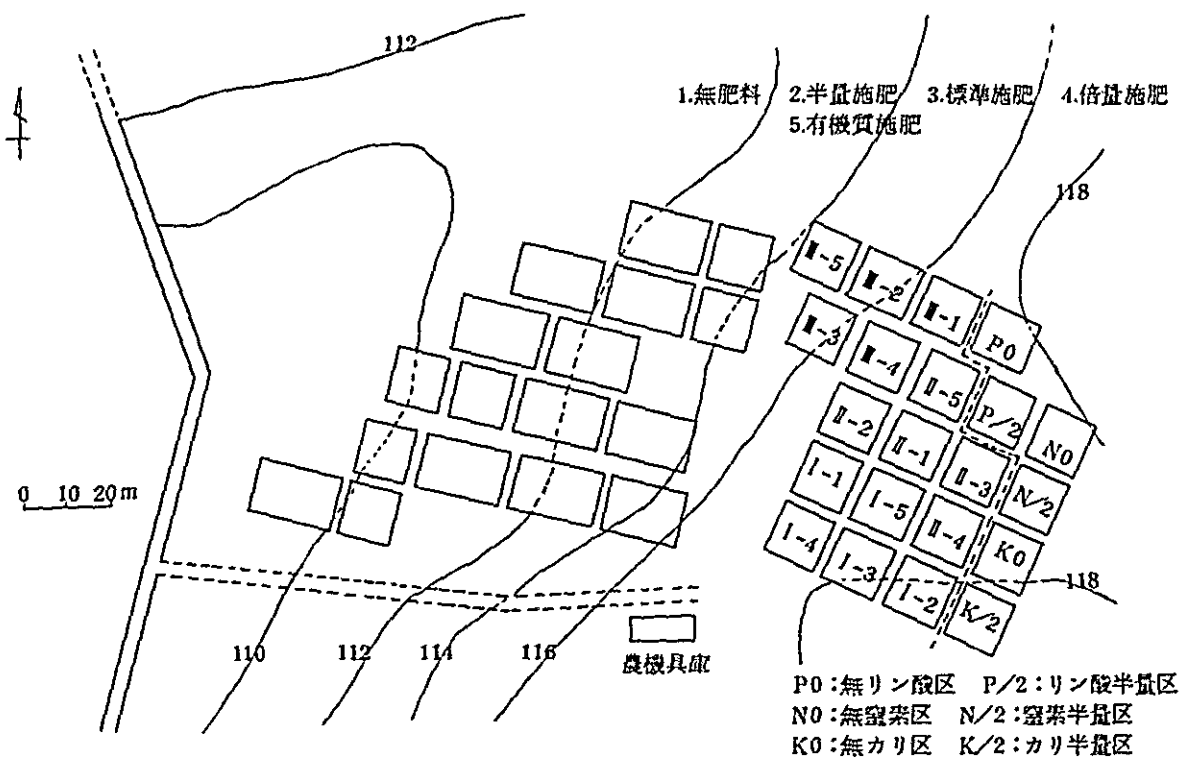 112
1.無肥料 2.半量施肥 3.標準施肥 4.倍量施肥
5.有機質施肥
118
Ⅲ-5
Ⅲ-2
Ⅲ-1
P0
Ⅲ-3
Ⅲ-4
Ⅱ-5
P/2
N0
Ⅱ-2
Ⅱ-1
Ⅱ-3
N/2
Ⅰ-1
Ⅰ-5
Ⅱ-4
K0
Ⅰ-4
Ⅰ-3
Ⅰ-2
K/2
118
0 10 20m
110
112
114
116
農機具庫
P0:無リン酸区 P/2:リン酸半量区
N0:無窒素区 N/2:窒素半量区
K0:無カリ区 K/2:カリ半量区